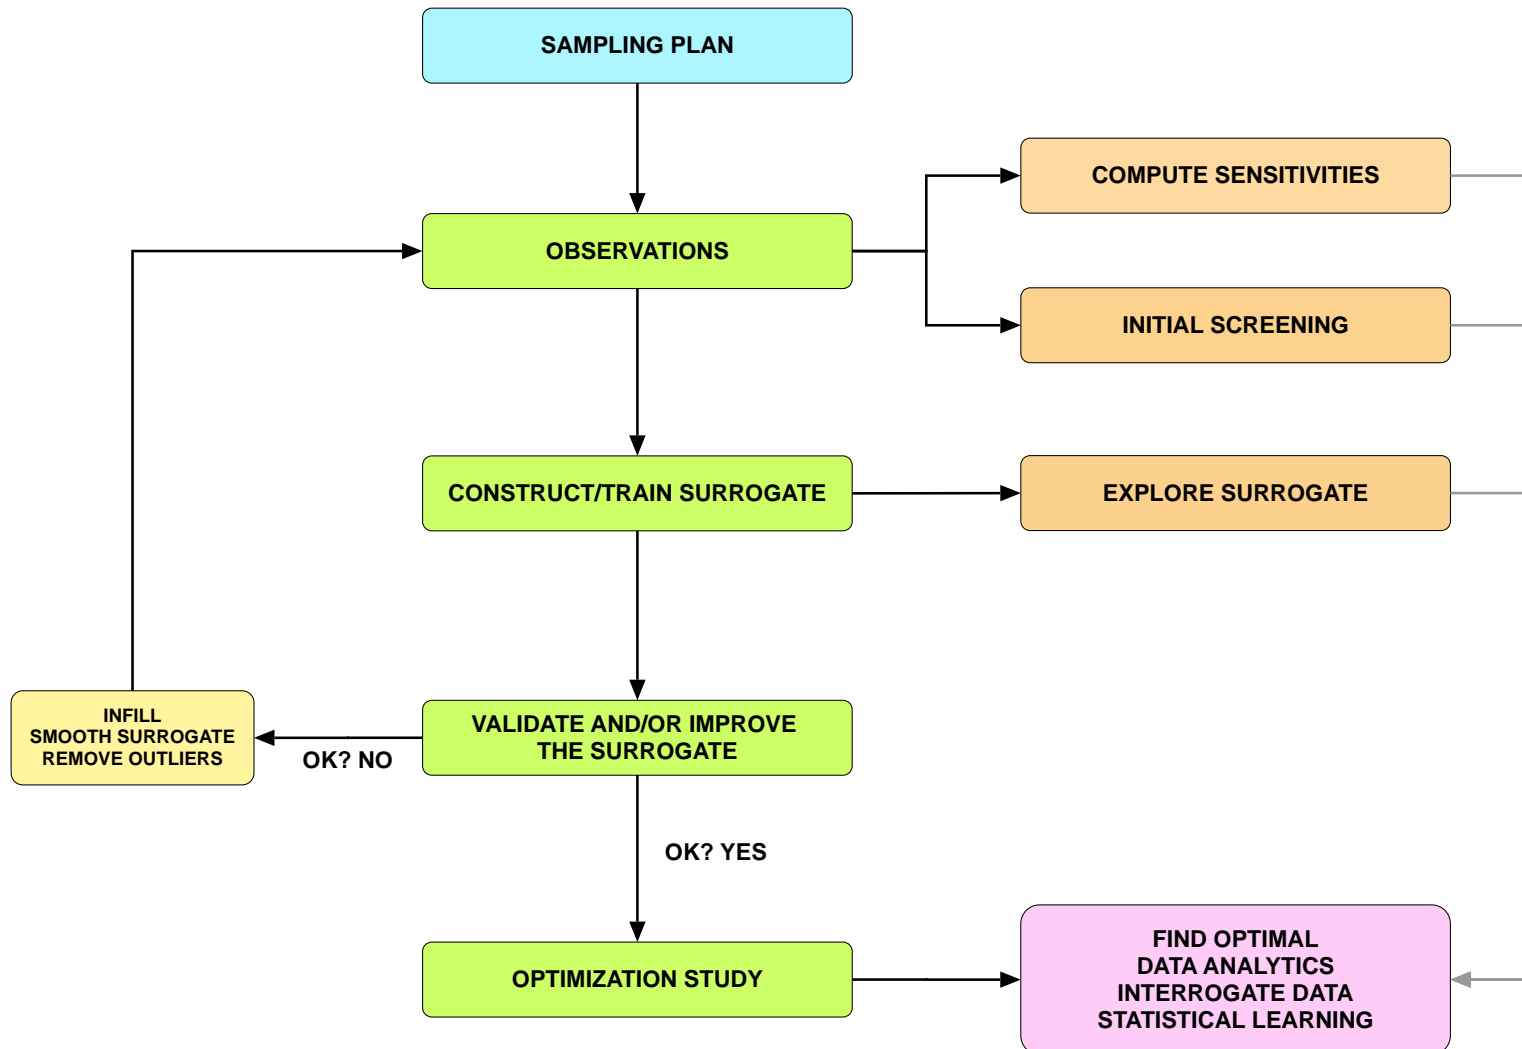 SAMPLING PLAN
COMPUTE SENSITIVITIES
OBSERVATIONS
INITIAL SCREENING
CONSTRUCT/TRAIN SURROGATE
EXPLORE SURROGATE
INFILL
SMOOTH SURROGATE
REMOVE OUTLIERS
OK? NO
VALIDATE AND/OR IMPROVE
THE SURROGATE
OK? YES
OPTIMIZATION STUDY
FIND OPTIMAL
DATA ANALYTICS
INTERROGATE DATA
STATISTICAL LEARNING